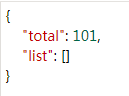 {
"total": 101,
"list": []
}